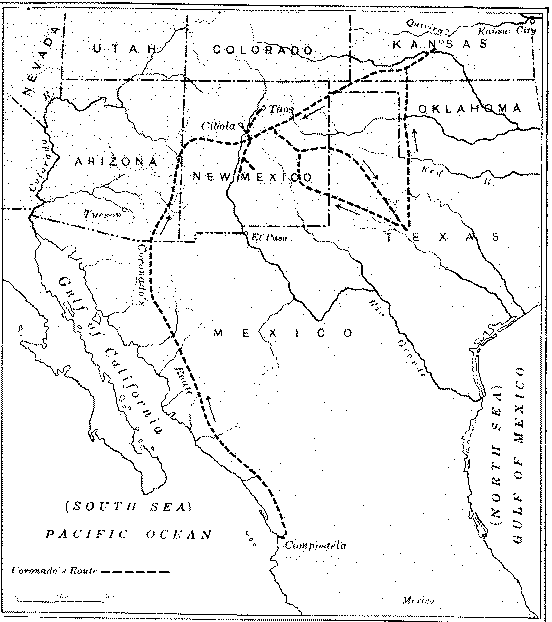 NEVADA
UTAH
COLORADO
KANSAS
Quivira
Kansas City
Taos
Cibola
OKLAHOMA
ARIZONA
NEW MEXICO
Colorado
Red R.
Tucson
El Paso
TEXAS
Coronado's
Route
Gulf of California
MEXICO
Rio Grande
(NORTH SEA)
GULF OF MEXICO
(SOUTH SEA)
PACIFIC OCEAN
Compostela
Coronado's Route
Mexico